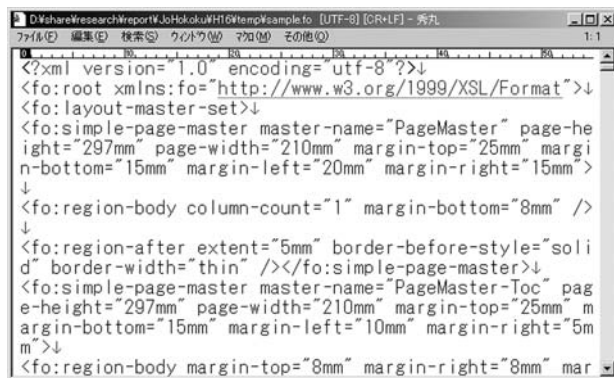 D:¥share¥research¥report¥JoHokoku¥H16¥temp¥sample.fo [UTF-8] [CR+LF] - 秀丸
ファイル(F) 編集(E) 検索(S) ウィンドウ(W) マクロ(M) その他(O) 1: 1
0 10 20 30 40 50
<?xml version="1.0" encoding="utf-8"?>↓
<fo:root xmlns:fo="http://www.w3.org/1999/XSL/Format">↓
<fo:layout-master-set>↓
<fo:simple-page-master master-name="PageMaster" page-he
ight="297mm" page-width="210mm" margin-top="25mm" margi
n-bottom="15mm" margin-left="20mm" margin-right="15mm">
↓
<fo:region-body column-count="1" margin-bottom="8mm" />
↓
<fo:region-after extent="5mm" border-before-style="soli
d" border-width="thin" /></fo:simple-page-master>↓
<fo:simple-page-master master-name="PageMaster-Toc" pag
e-height="297mm" page-width="210mm" margin-top="25mm" m
argin-bottom="15mm" margin-left="10mm" margin-right="5m
m">↓
<fo:region-body margin-top="8mm" margin-right="8mm" mar